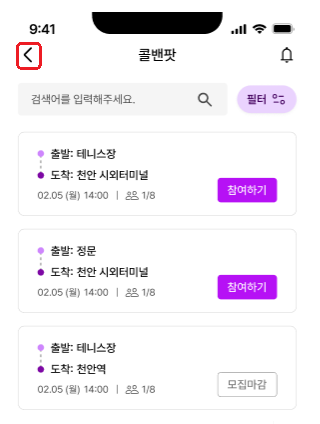 9:41
콜밴팟
검색어를 입력해주세요.
필터
출발: 테니스장
도착: 천안 시외터미널
02.05 (월) 14:00 | 1/8
참여하기
출발: 정문
도착: 천안 시외터미널
02.05 (월) 14:00 | 1/8
참여하기
출발: 테니스장
도착: 천안역
02.05 (월) 14:00 | 1/8
모집마감